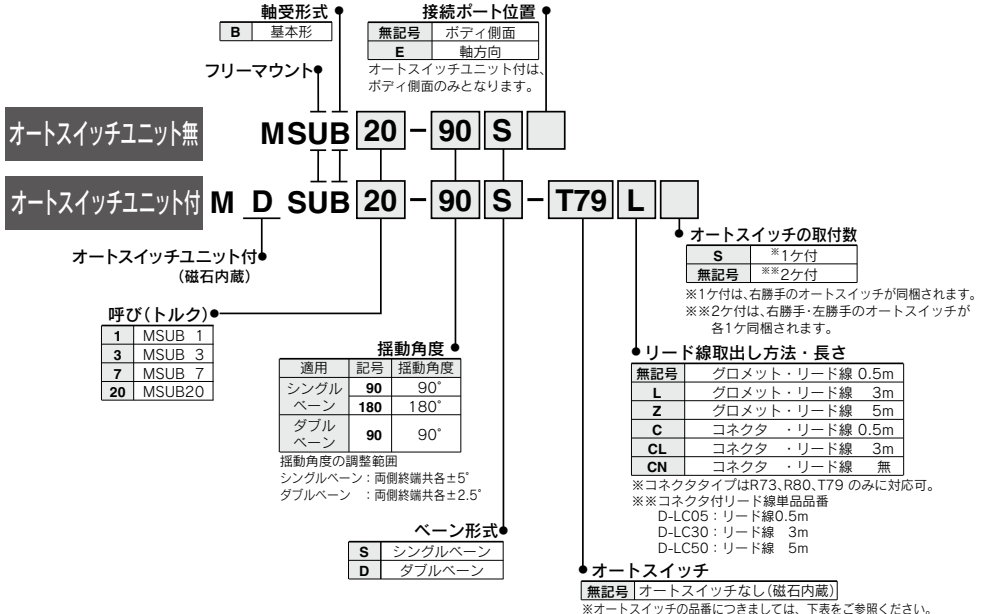 軸受形式
B 基本形
接続ポート位置
無記号 ボディ側面
E 軸方向
オートスイッチユニット付は、
ボディ側面のみとなります。
フリーマウント
オートスイッチユニット無 MSUB 20 - 90 S
オートスイッチユニット付 M D SUB 20 - 90 S - T79 L
オートスイッチユニット付
(磁石内蔵)
呼び(トルク)
1 MSUB 1
3 MSUB 3
7 MSUB 7
20 MSUB20
揺動角度
適用 記号 揺動角度
シングルベーン 90 90°
180 180°
ダブルベーン 90 90°
揺動角度の調整範囲
シングルベーン:両側終端共各±5°
ダブルベーン :両側終端共各±2.5°
ベーン形式
S シングルベーン
D ダブルベーン
オートスイッチの取付数
S ※1ケ付
無記号 ※※2ケ付
※1ケ付は、右勝手のオートスイッチが同梱されます。
※※2ケ付は、右勝手・左勝手のオートスイッチが
各1ケ同梱されます。
リード線取出し方法・長さ
無記号 グロメット・リード線 0.5m
L グロメット・リード線 3m
Z グロメット・リード線 5m
C コネクタ ・リード線 0.5m
CL コネクタ ・リード線 3m
CN コネクタ ・リード線 無
※コネクタタイプはR73、R80、T79 のみに対応可。
※※コネクタ付リード線単品品番
D-LC05:リード線0.5m
D-LC30:リード線 3m
D-LC50:リード線 5m
オートスイッチ
無記号 オートスイッチなし(磁石内蔵)
※オートスイッチの品番につきましては、下表をご参照ください。